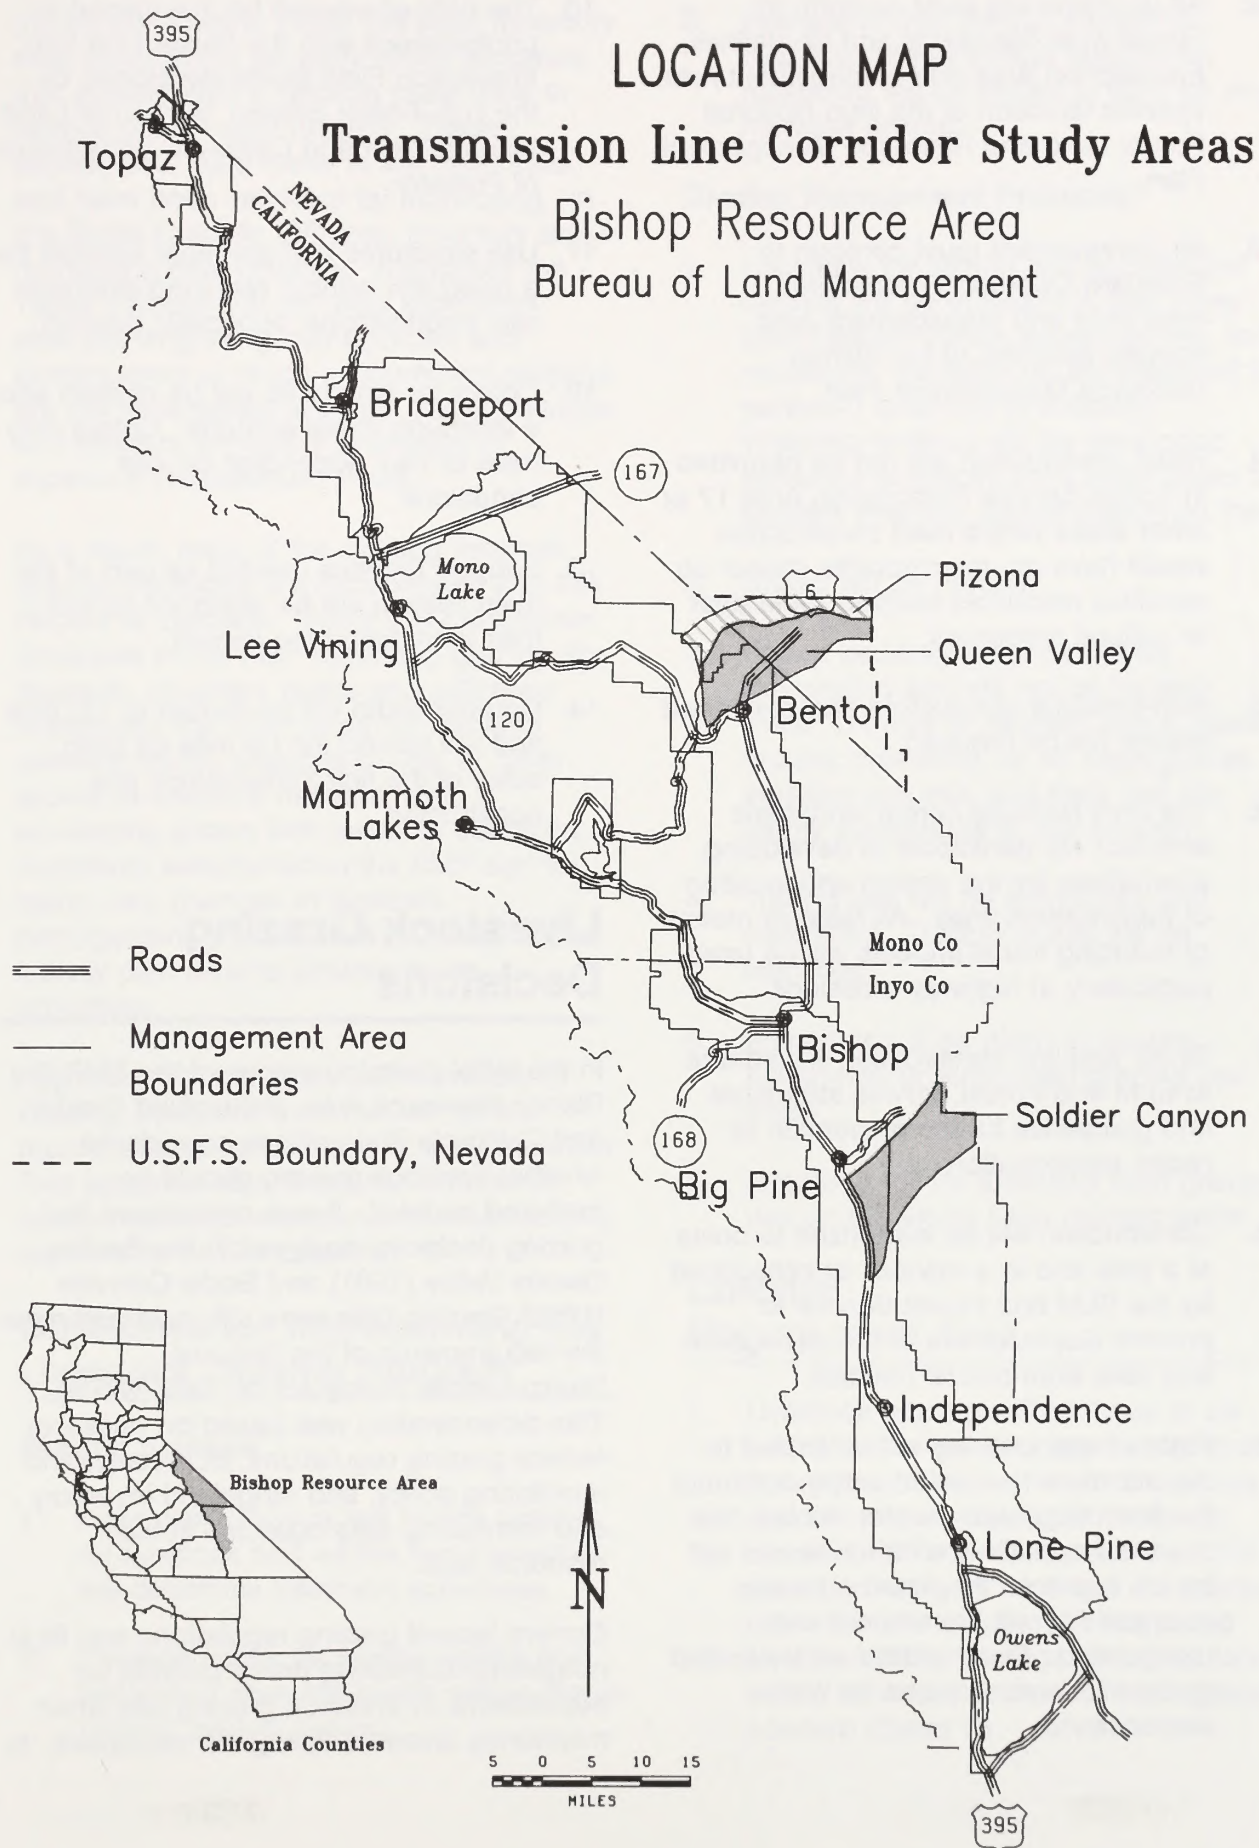 395
LOCATION MAP
Transmission Line Corridor Study Areas
Bishop Resource Area
Bureau of Land Management
Topaz
NEVADA
CALIFORNIA
Bridgeport
167
Mono
Lake
6
Pizona
Lee Vining
Queen Valley
120
Benton
Mammoth
Lakes
Mono Co
Inyo Co
Roads
Management Area
Boundaries
U.S.F.S. Boundary, Nevada
Bishop
Soldier Canyon
168
Big Pine
Independence
Bishop Resource Area
N
Lone Pine
Owens
Lake
California Counties
5 0 5 10 15
MILES
395